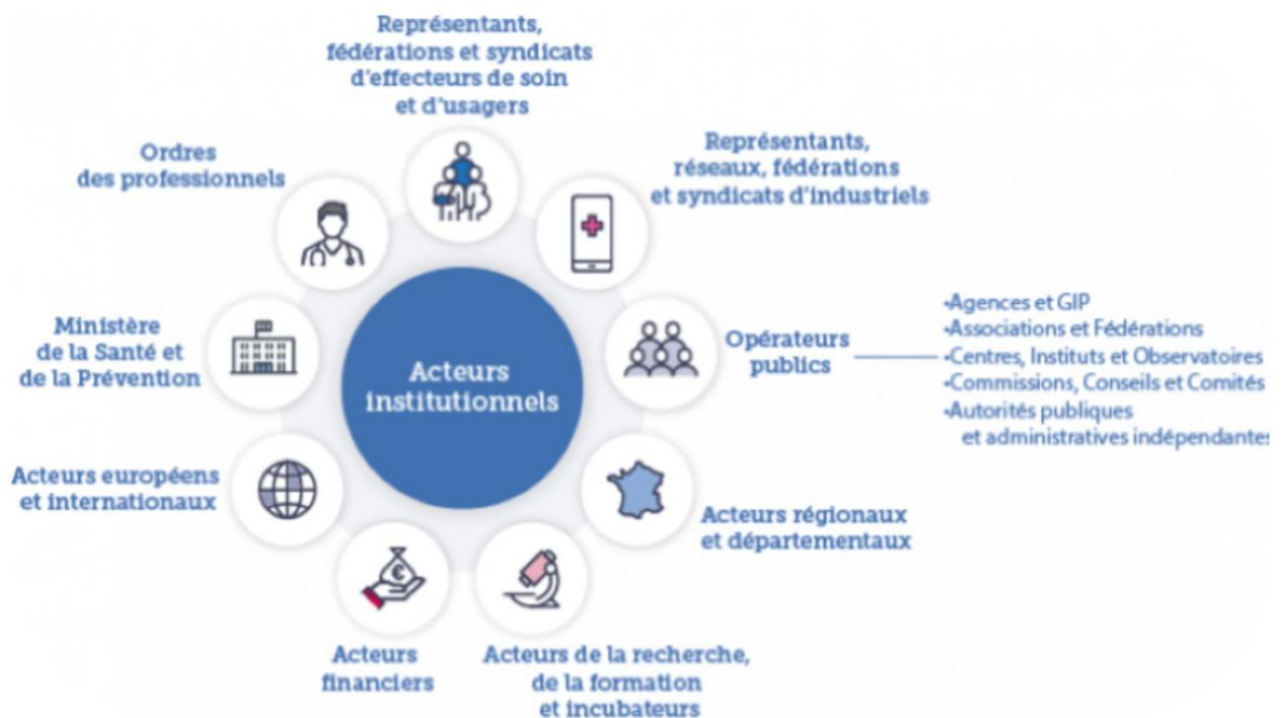 Représentants,
fédérations et syndicats
d'effecteurs de soin
et d'usagers
Ordres
des professionnels
Représentants,
réseaux, fédérations
et syndicats d'industriels
Ministère
de la Santé et
de la Prévention
Acteurs
institutionnels
Opérateurs
publics
•Agences et GIP
•Associations et Fédérations
•Centres, Instituts et Observatoires
•Commissions, Conseils et Comités
•Autorités publiques
et administratives indépendantes
Acteurs européens
et internationaux
Acteurs régionaux
et départementaux
Acteurs
financiers
Acteurs de la recherche,
de la formation
et incubateurs
€